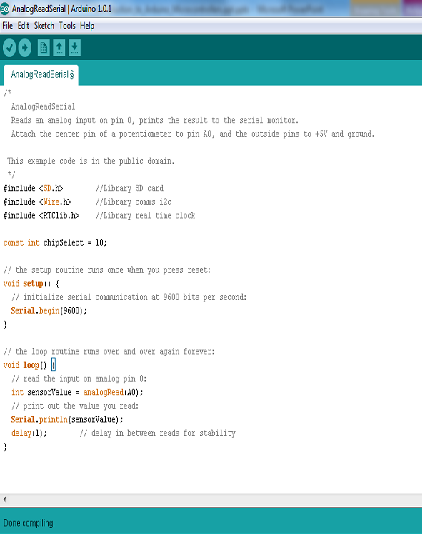 AnalogReadSerial | Arduino 1.0.1
File Edit Sketch Tools Help
AnalogReadSerial §
/*
AnalogReadSerial
Reads an analog input on pin 0, prints the result to the serial monitor.
Attach the center pin of a potentiometer to pin A0, and the outside pins to +5V and ground.
This example code is in the public domain.
*/
#include <SD.h> //Library SD card
#include <Wire.h> //Library comms i2c
#include <RTClib.h> //Library real time clock
const int chipSelect = 10;
// the setup routine runs once when you press reset:
void setup() {
// initialize serial communication at 9600 bits per second:
Serial.begin(9600);
}
// the loop routine runs over and over again forever:
void loop() {
// read the input on analog pin 0:
int sensorValue = analogRead(A0);
// print out the value you read:
Serial.println(sensorValue);
delay(1); // delay in between reads for stability
}
Done compiling